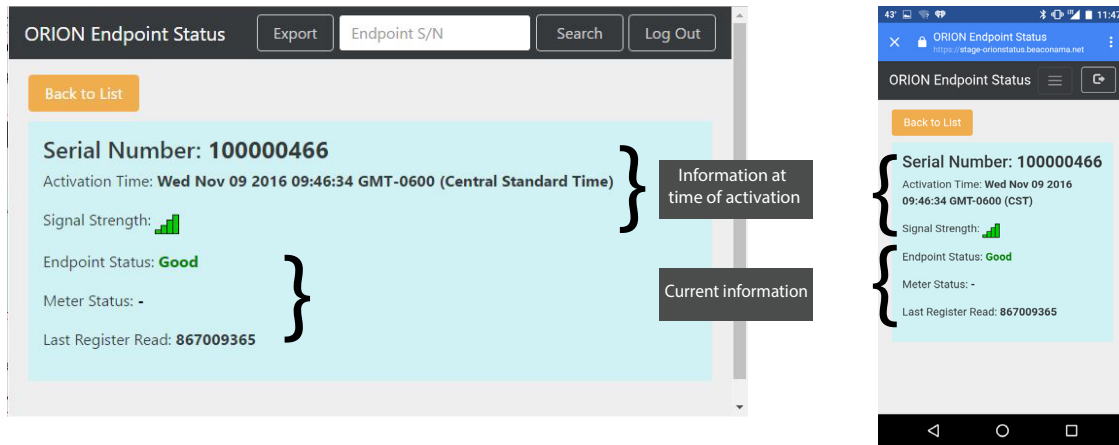 ORION Endpoint Status Export Endpoint S/N Search Log Out
Back to List
Serial Number: 100000466
Activation Time: Wed Nov 09 2016 09:46:34 GMT-0600 (Central Standard Time)
Signal Strength:
Endpoint Status: Good
Meter Status: -
Last Register Read: 867009365
Information at
time of activation
Current information
43° 11:47
ORION Endpoint Status
https://stage-orionstatus.beaconama.net
ORION Endpoint Status
Back to List
Serial Number: 100000466
Activation Time: Wed Nov 09 2016
09:46:34 GMT-0600 (CST)
Signal Strength:
Endpoint Status: Good
Meter Status: -
Last Register Read: 867009365